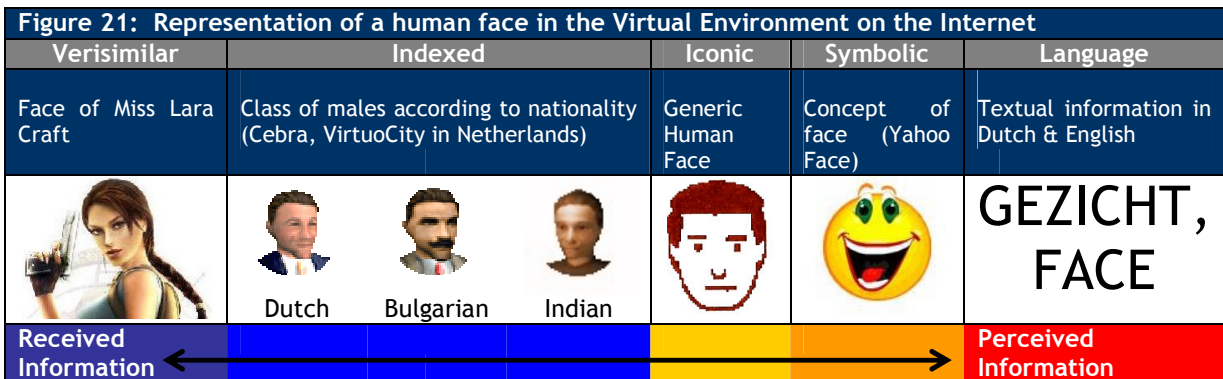 Figure 21: Representation of a human face in the Virtual Environment on the Internet
Verisimilar Indexed Iconic Symbolic Language
Face of Miss Lara
Craft
Class of males according to nationality
(Cebra, VirtuoCity in Netherlands)
Generic
Human
Face
Concept of
face (Yahoo
Face)
Textual information in
Dutch & English
Dutch Bulgarian Indian
GEZICHT,
FACE
Received
Information
Perceived
Information